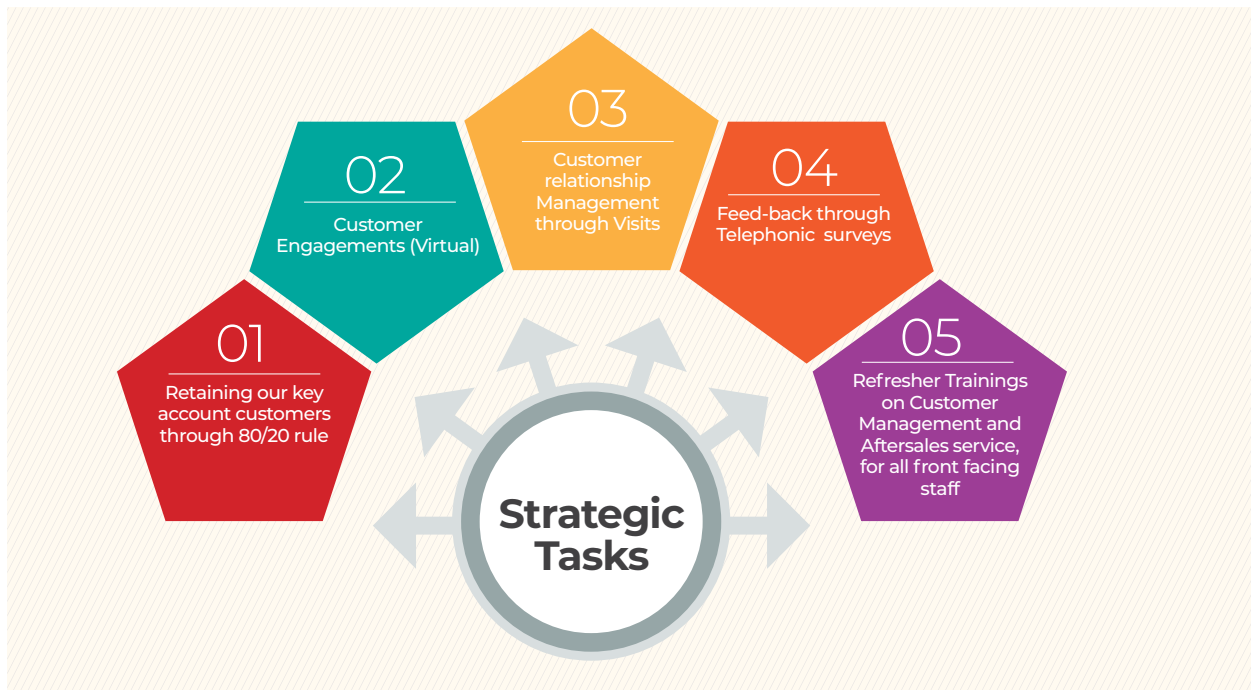 01
Retaining our key
account customers
through 80/20 rule
02
Customer
Engagements (Virtual)
03
Customer
relationship
Management
through Visits
04
Feed-back through
Telephonic  surveys
05
Refresher Trainings
on Customer
Management and
Aftersales service,
for all front facing
staff
Strategic
Tasks